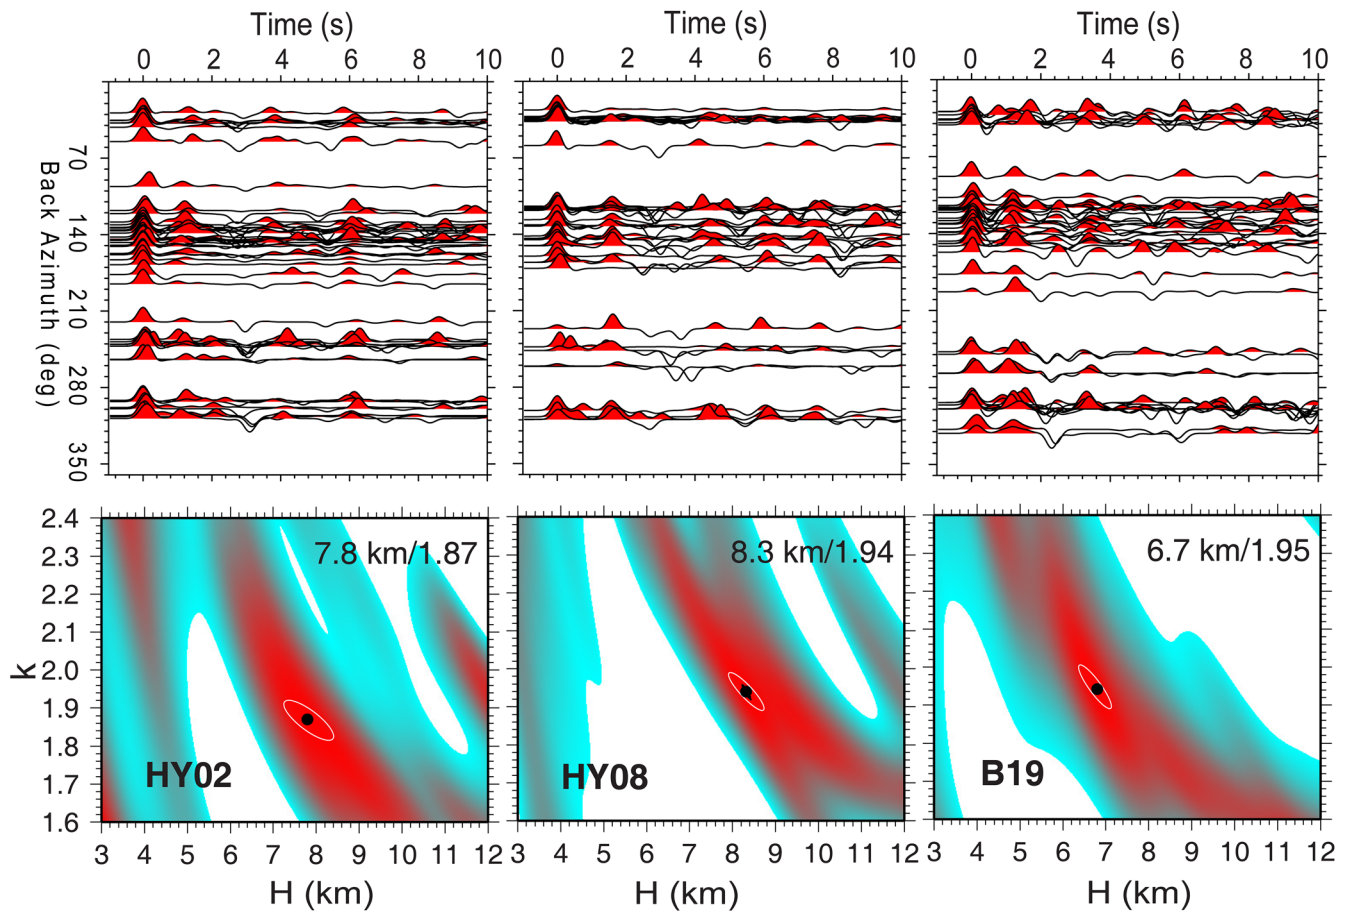 Time (s)
Time (s)
Time (s)
0 2 4 6 8 10
0 2 4 6 8 10
0 2 4 6 8 10
Back Azimuth (deg)
70
140
210
280
350
k
2.4
2.3
2.2
2.1
2.0
1.9
1.8
1.7
1.6
7.8 km/1.87
HY02
8.3 km/1.94
HY08
6.7 km/1.95
B19
3 4 5 6 7 8 9 10 11 12
3 4 5 6 7 8 9 10 11 12
3 4 5 6 7 8 9 10 11 12
H (km)
H (km)
H (km)